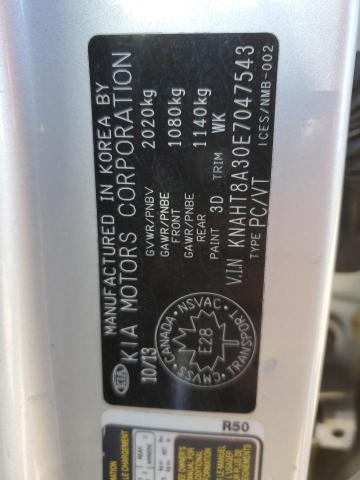 MANUFACTURED IN KOREA BY
KIA MOTORS CORPORATION
KIA
10/13
GVWR/PNBV 2020kg
GAWR/PNBE
FRONT 1080kg
GAWR/PNBE
REAR 1140kg
PAINT 3D TRIM WK
V.I.N KNAHT8A30E7047543
TYPE PC/VT ICES/NMB-002
CANADA NSVAC TRANSPORT CMVSS
E28
R50